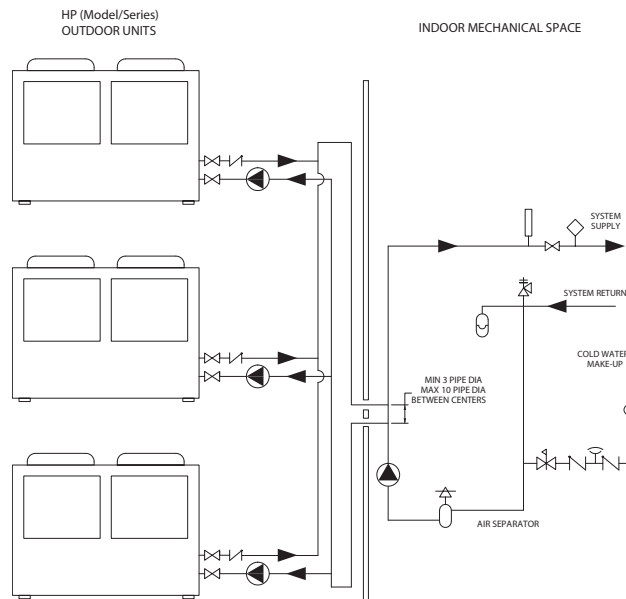 HP (Model/Series)
OUTDOOR UNITS
INDOOR MECHANICAL SPACE
SYSTEM
SUPPLY
SYSTEM RETURN
COLD WATER
MAKE-UP
MIN 3 PIPE DIA
MAX 10 PIPE DIA
BETWEEN CENTERS
AIR SEPARATOR